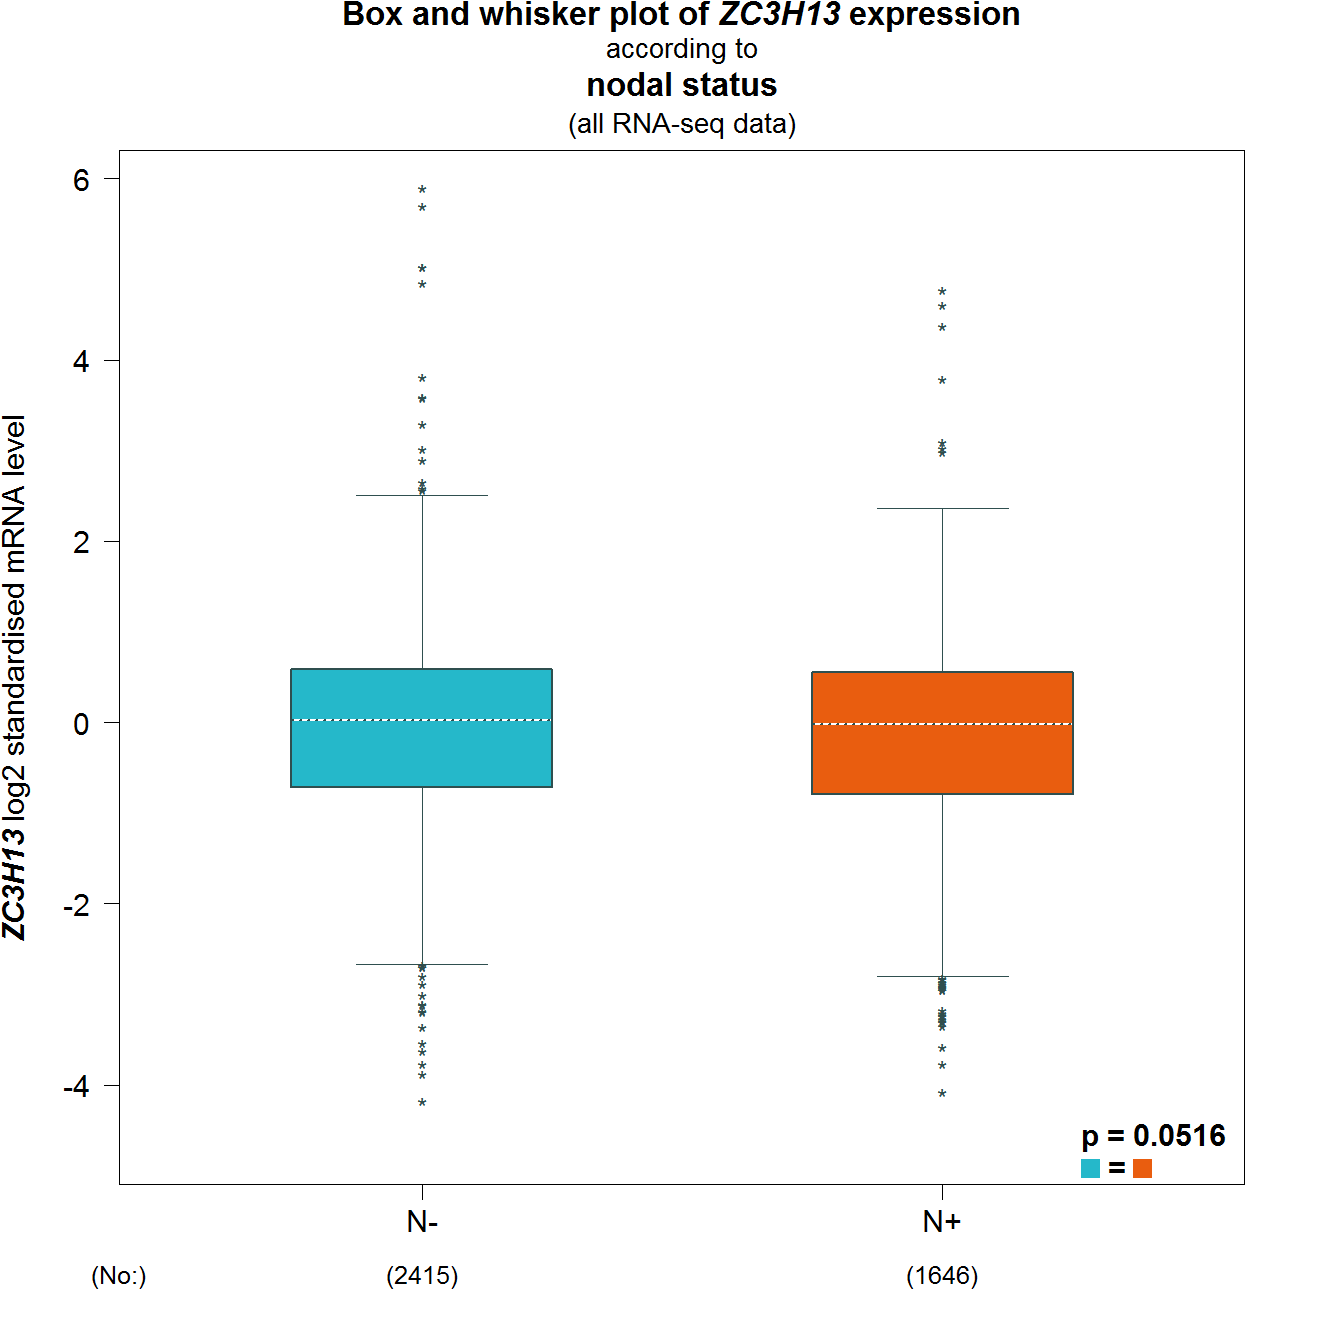 Box and whisker plot of ZC3H13 expression
according to
nodal status
(all RNA-seq data)
ZC3H13 log2 standardised mRNA level
6
4
2
0
-2
-4
p = 0.0516
=
N- N+
(No:) (2415) (1646)